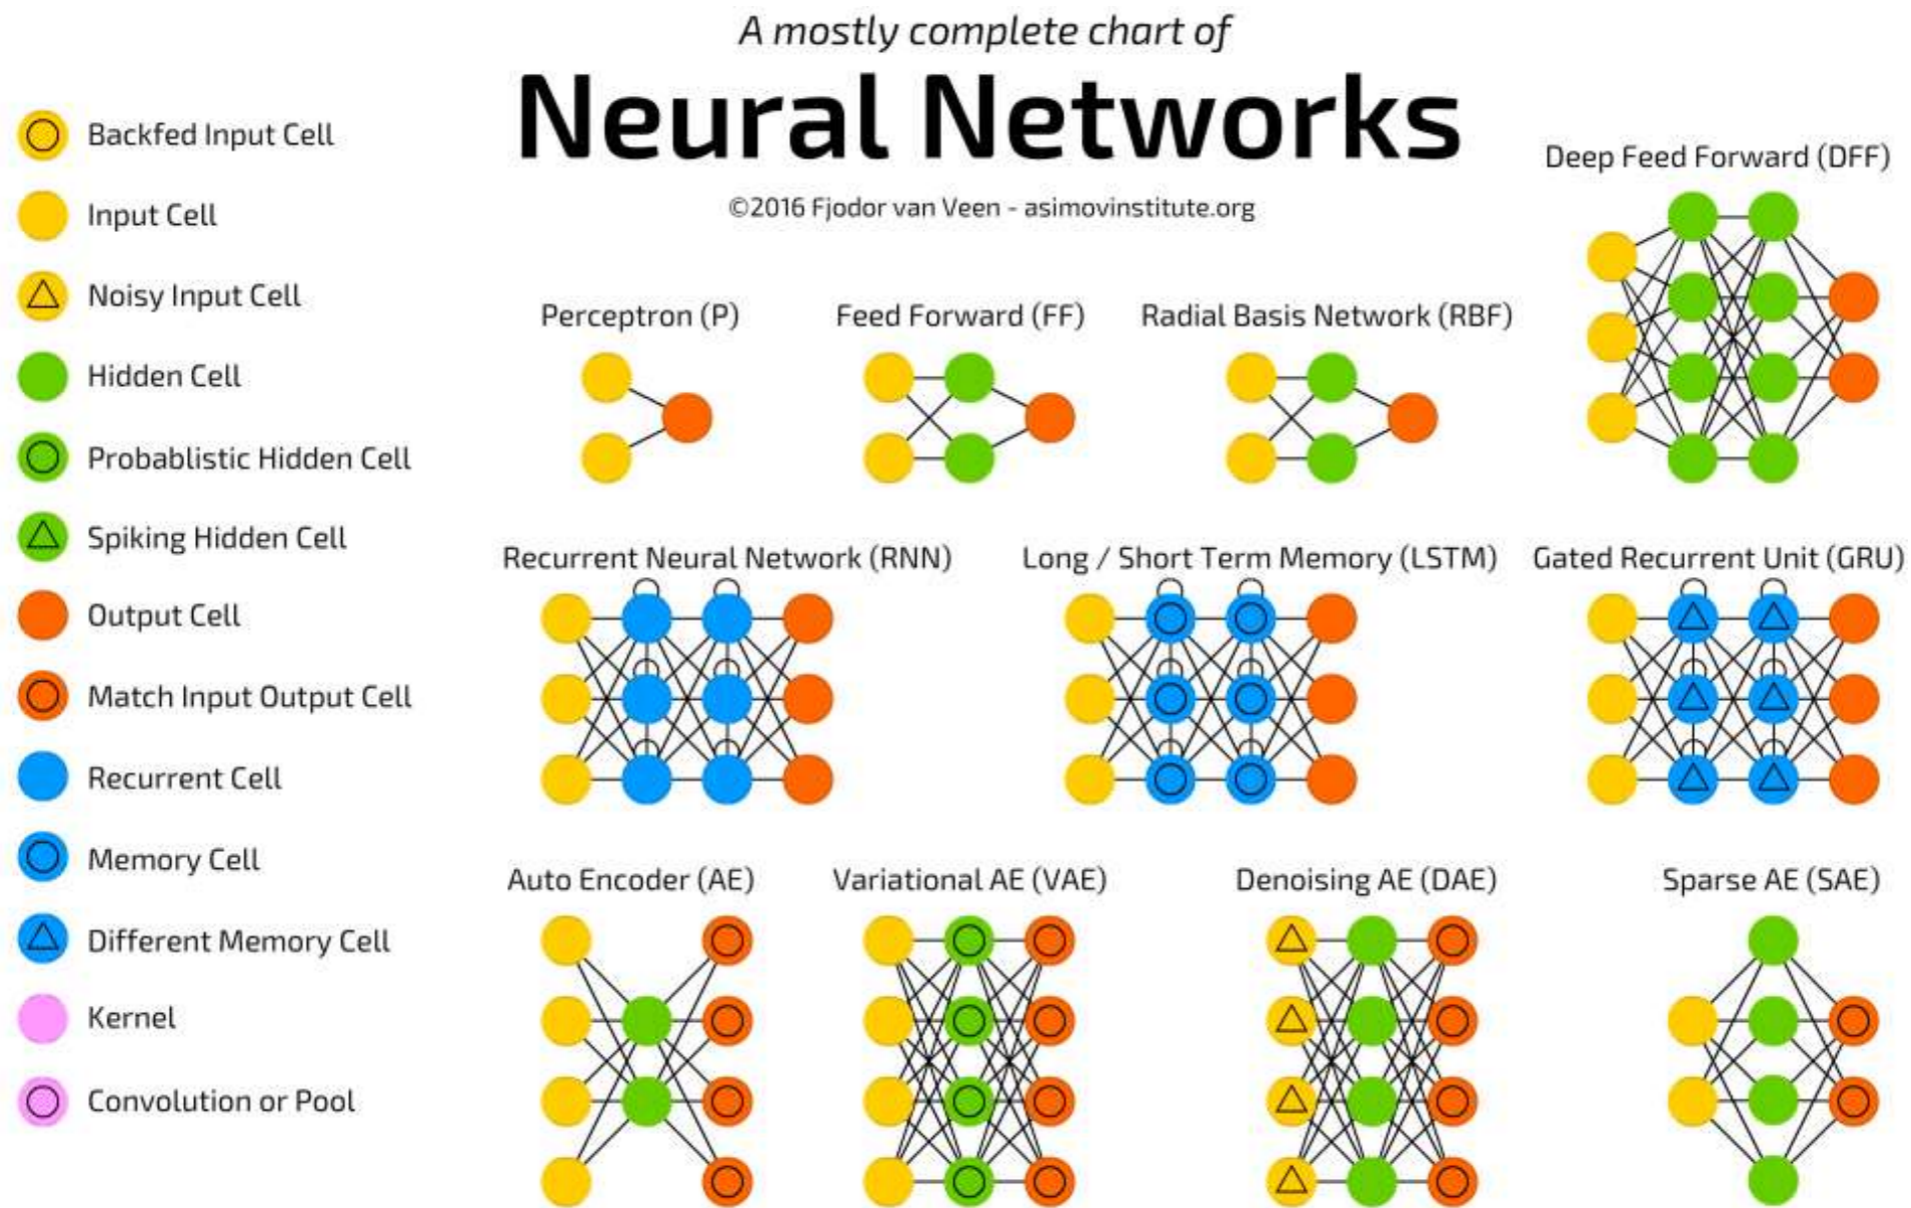 A mostly complete chart of
Neural Networks
©2016 Fjodor van Veen - asimovinstitute.org
Backfed Input Cell
Input Cell
Noisy Input Cell
Hidden Cell
Probablistic Hidden Cell
Spiking Hidden Cell
Output Cell
Match Input Output Cell
Recurrent Cell
Memory Cell
Different Memory Cell
Kernel
Convolution or Pool
Deep Feed Forward (DFF)
Perceptron (P)
Feed Forward (FF)
Radial Basis Network (RBF)
Recurrent Neural Network (RNN)
Long / Short Term Memory (LSTM)
Gated Recurrent Unit (GRU)
Auto Encoder (AE)
Variational AE (VAE)
Denoising AE (DAE)
Sparse AE (SAE)